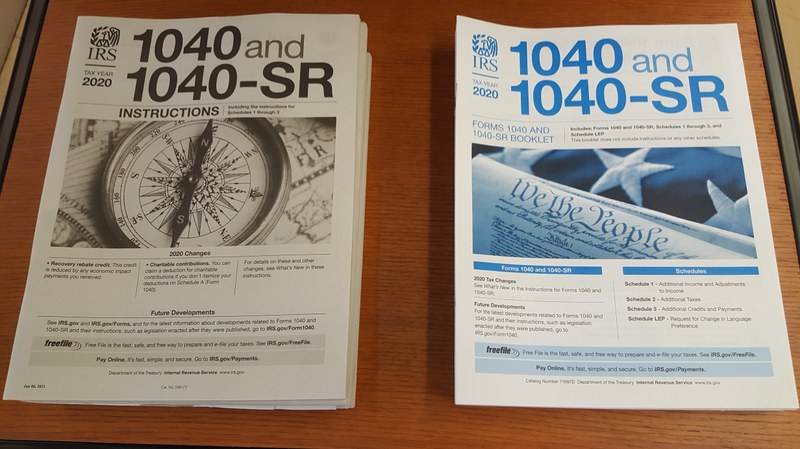 IRS
TAX YEAR
2020
1040 and
1040-SR
INSTRUCTIONS
Including the instructions for
Schedules 1 through 3
N
E
S
2020 Changes
• Recovery rebate credit. This credit
is reduced by any economic impact
payments you received.
• Charitable contributions. You can
claim a deduction for charitable
contributions if you don't itemize your
deductions on Schedule A (Form
1040).
For details on these and other
changes, see What's New in these
instructions.
Future Developments
See IRS.gov and IRS.gov/Forms, and for the latest information about developments related to Forms 1040
and 1040-SR and their instructions, such as legislation enacted after they were published, go to IRS.gov/Form1040.
freefile Free File is the fast, safe, and free way to prepare and e-file your taxes. See IRS.gov/FreeFile.
Pay Online. It's fast, simple, and secure. Go to IRS.gov/Payments.
Department of the Treasury Internal Revenue Service www.irs.gov
2021
Cat. No.
IRS
TAX YEAR
2020
1040 and
1040-SR
FORMS 1040 AND
1040-SR BOOKLET
Includes: Forms 1040 and 1040-SR, Schedules 1 through 3, and
Schedule LEP
This booklet does not include instructions or any other schedules.
We the People
Article I
Forms 1040 and 1040-SR
2020 Tax Changes
See What's New in the Instructions for Forms 1040 and
1040-SR.
Future Developments
For the latest developments related to Forms 1040 and
1040-SR and their instructions, such as legislation
enacted after they were published, go to
IRS.gov/Form1040.
Schedules
Schedule 1 - Additional Income and Adjustments
to Income
Schedule 2 - Additional Taxes
Schedule 3 - Additional Credits and Payments
Schedule LEP - Request for Change in Language
Preference
freefile Free File is the fast, safe, and free way to prepare and e-file your taxes. See IRS.gov/FreeFile.
Pay Online. It's fast, simple, and secure. Go to IRS.gov/Payments.
Catalog Number Department of the Treasury Internal Revenue Service www.irs.gov